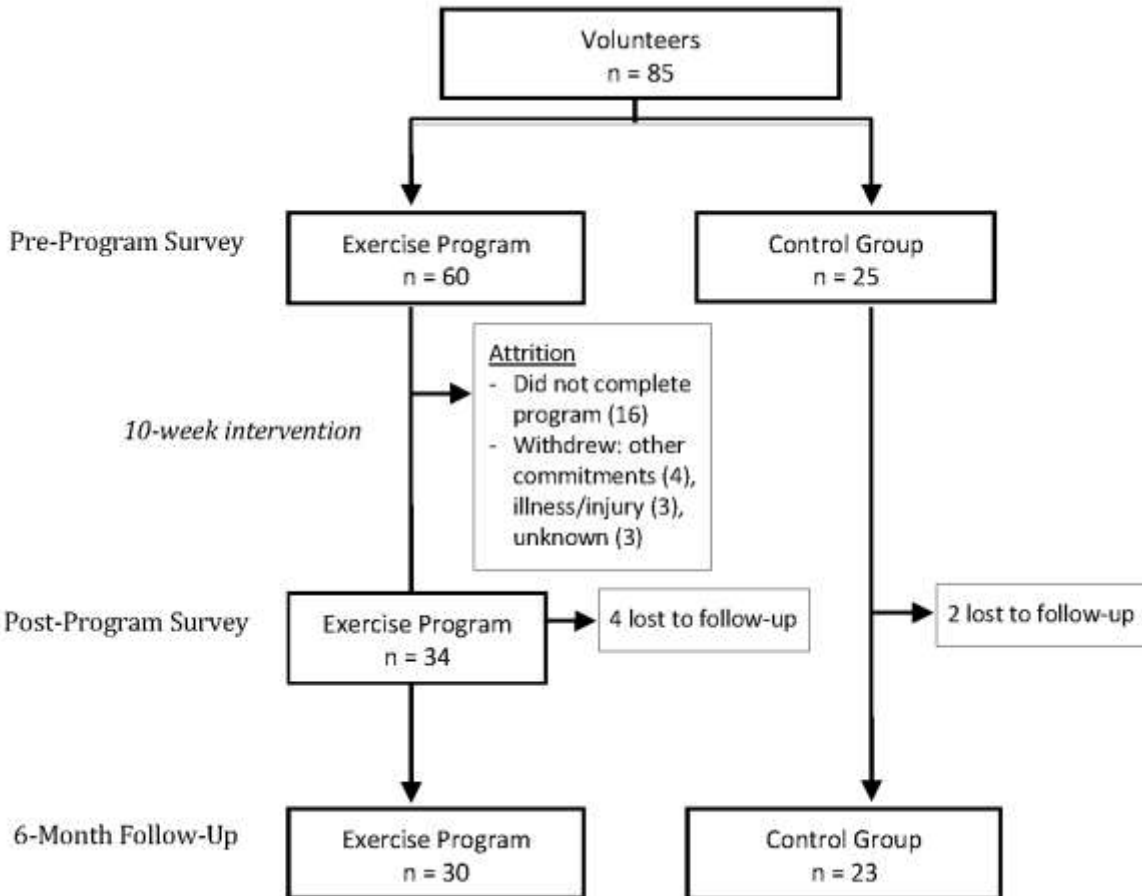 Volunteers
n = 85
Pre-Program Survey
Exercise Program
n = 60
Control Group
n = 25
Attrition
- Did not complete
program (16)
- Withdrew: other
commitments (4),
illness/injury (3),
unknown (3)
10-week intervention
Post-Program Survey
Exercise Program
n = 34
4 lost to follow-up
2 lost to follow-up
6-Month Follow-Up
Exercise Program
n = 30
Control Group
n = 23